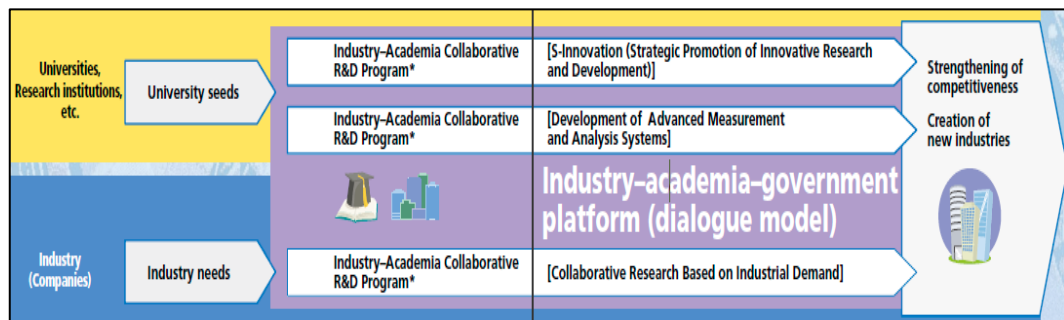 Universities,
Research institutions,
etc.
University seeds
Industry–Academia Collaborative
R&D Program*
[S-Innovation (Strategic Promotion of Innovative Research
and Development)]
Industry–Academia Collaborative
R&D Program*
[Development of Advanced Measurement
and Analysis Systems]
Strengthening of
competitiveness
Creation of
new industries
Industry–academia–government
platform (dialogue model)
Industry
(Companies)
Industry needs
Industry–Academia Collaborative
R&D Program*
[Collaborative Research Based on Industrial Demand]